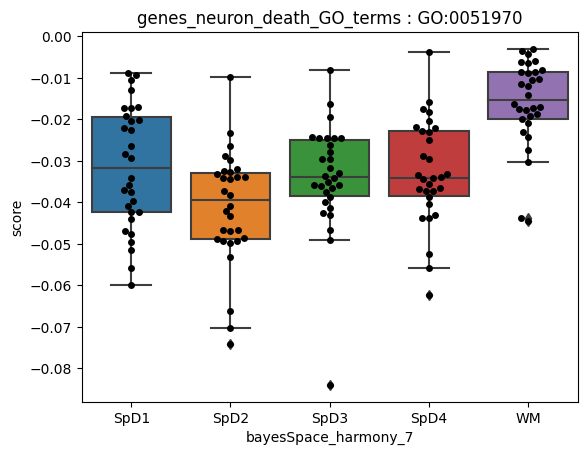 genes_neuron_death_GO_terms : GO:0051970
0.00
−0.01
−0.02
−0.03
−0.04
−0.05
−0.06
−0.07
−0.08
score
SpD1 SpD2 SpD3 SpD4 WM
bayesSpace_harmony_7